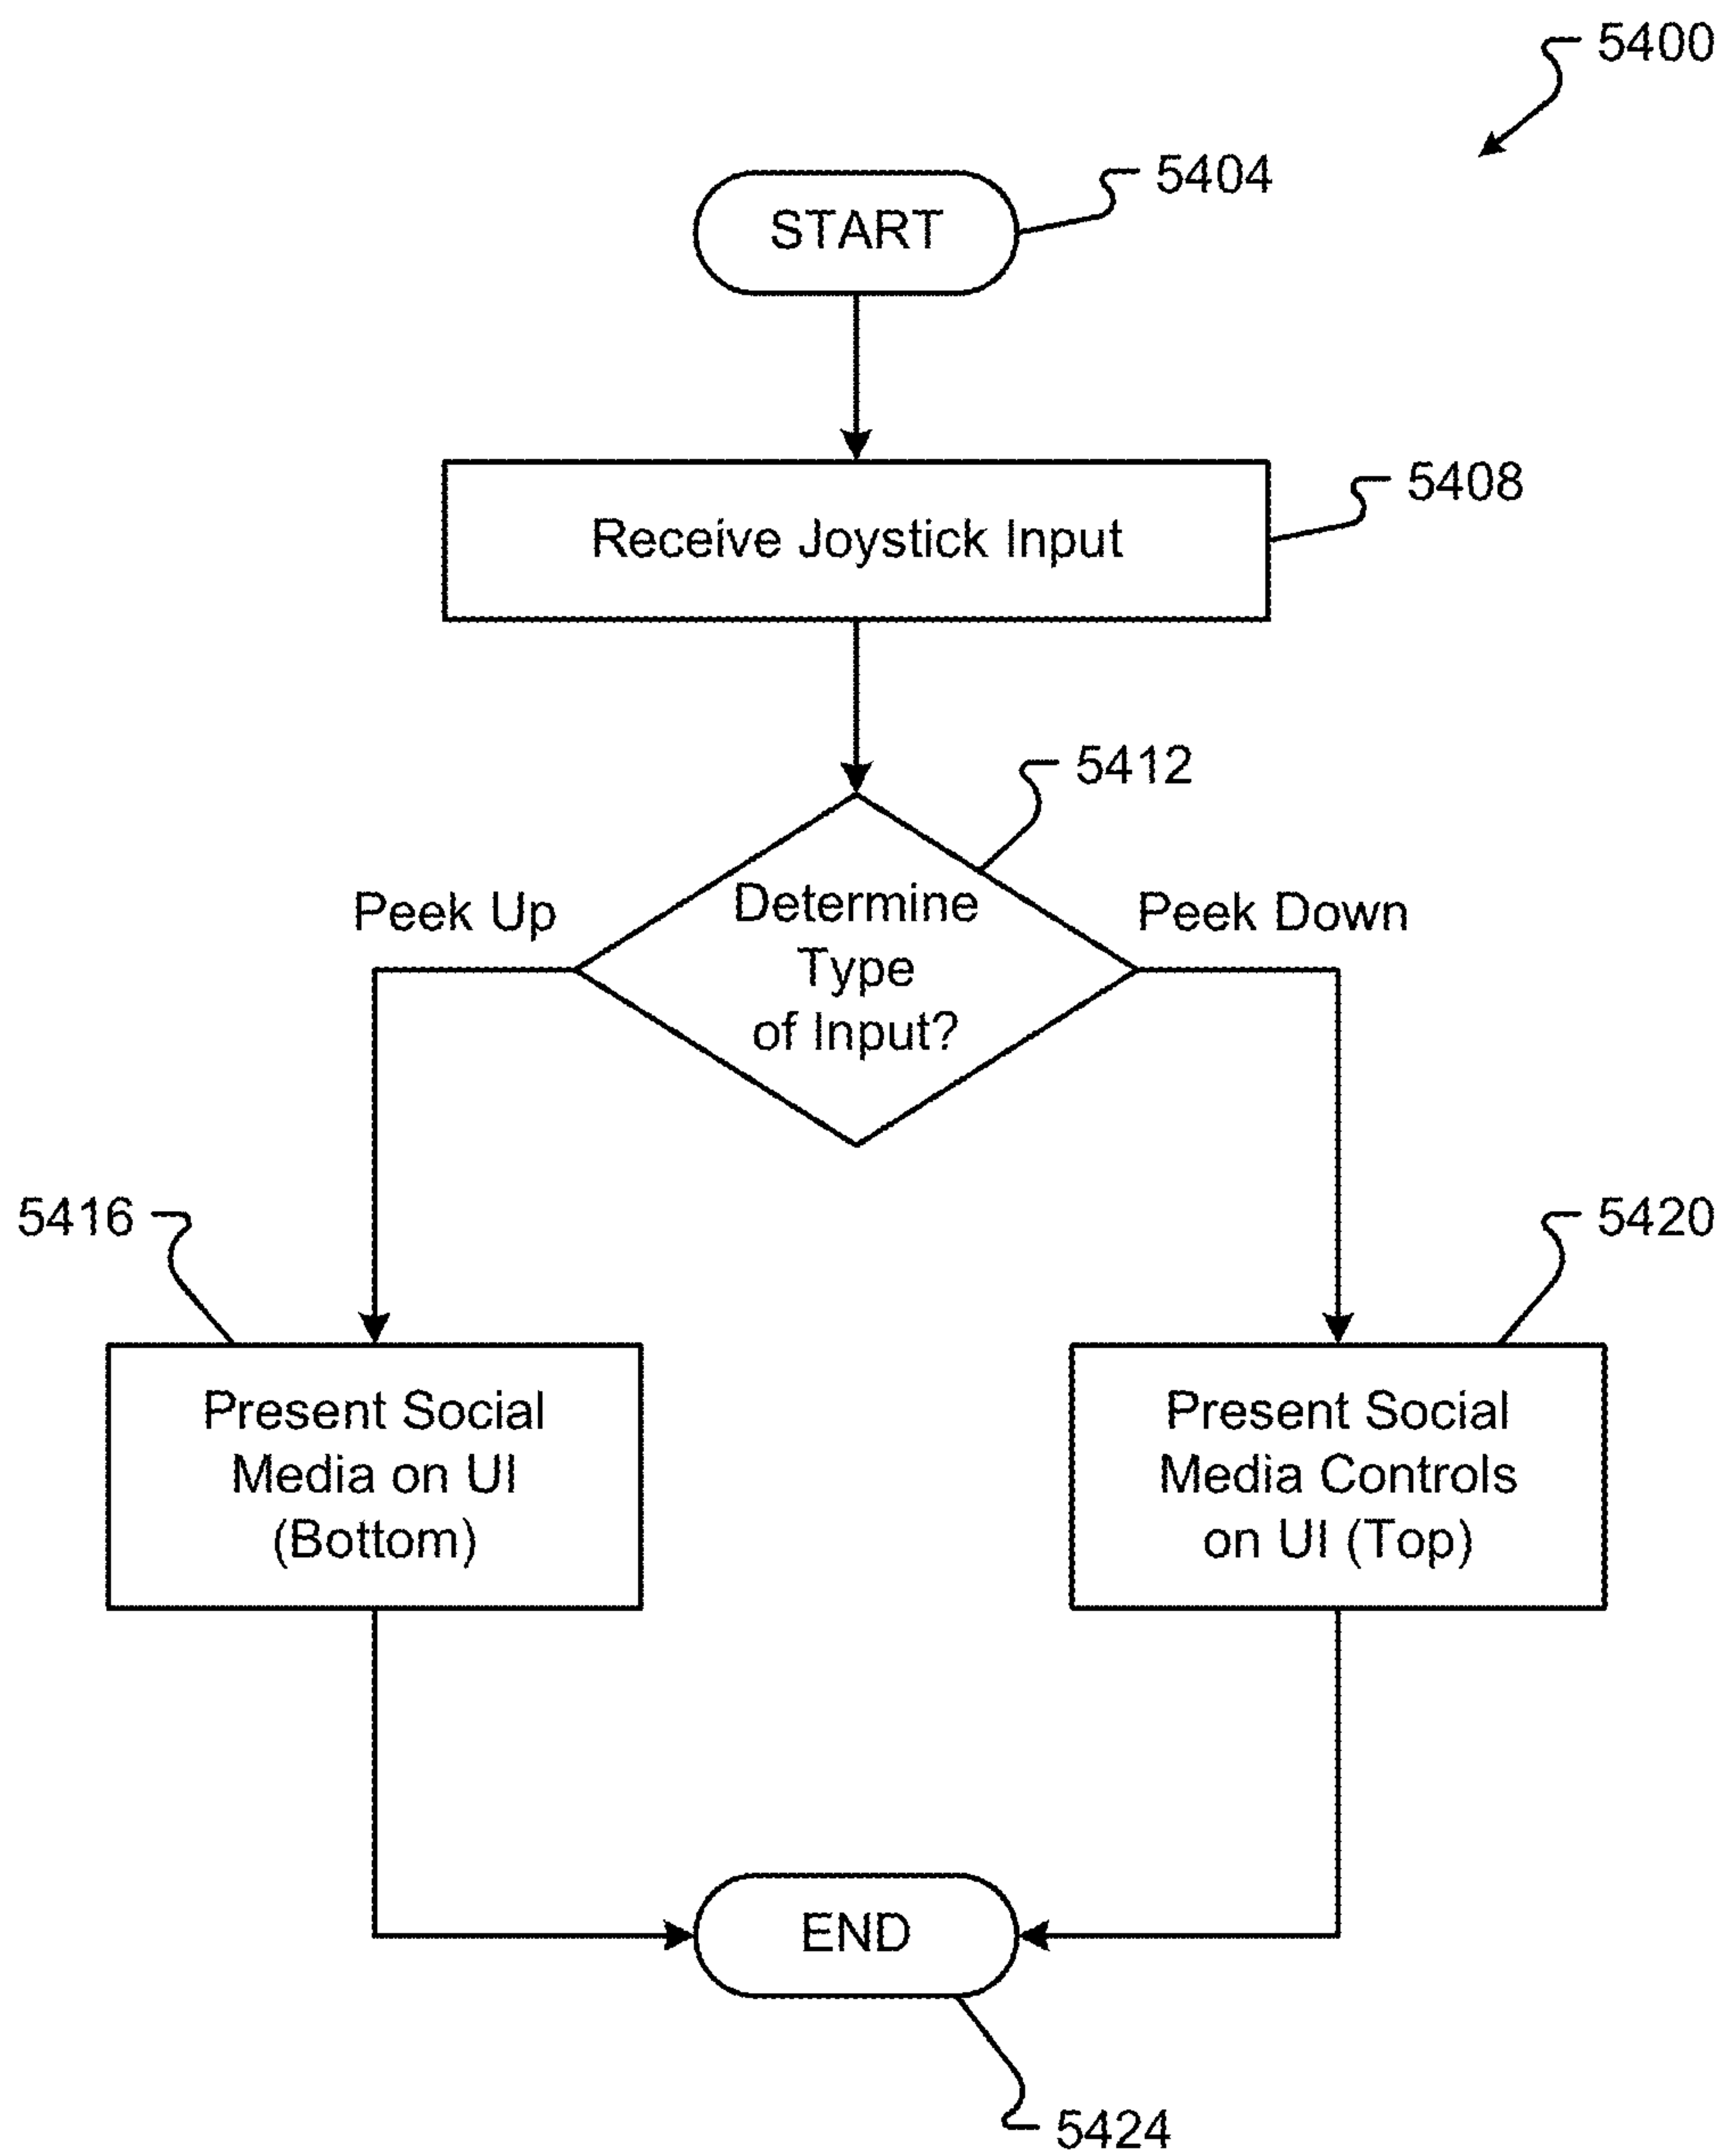 5400
5404
START
5408
Receive Joystick Input
5412
Peek Up
Determine
Type
of Input?
Peek Down
5416
5420
Present Social
Media on UI
(Bottom)
Present Social
Media Controls
on UI (Top)
END
5424